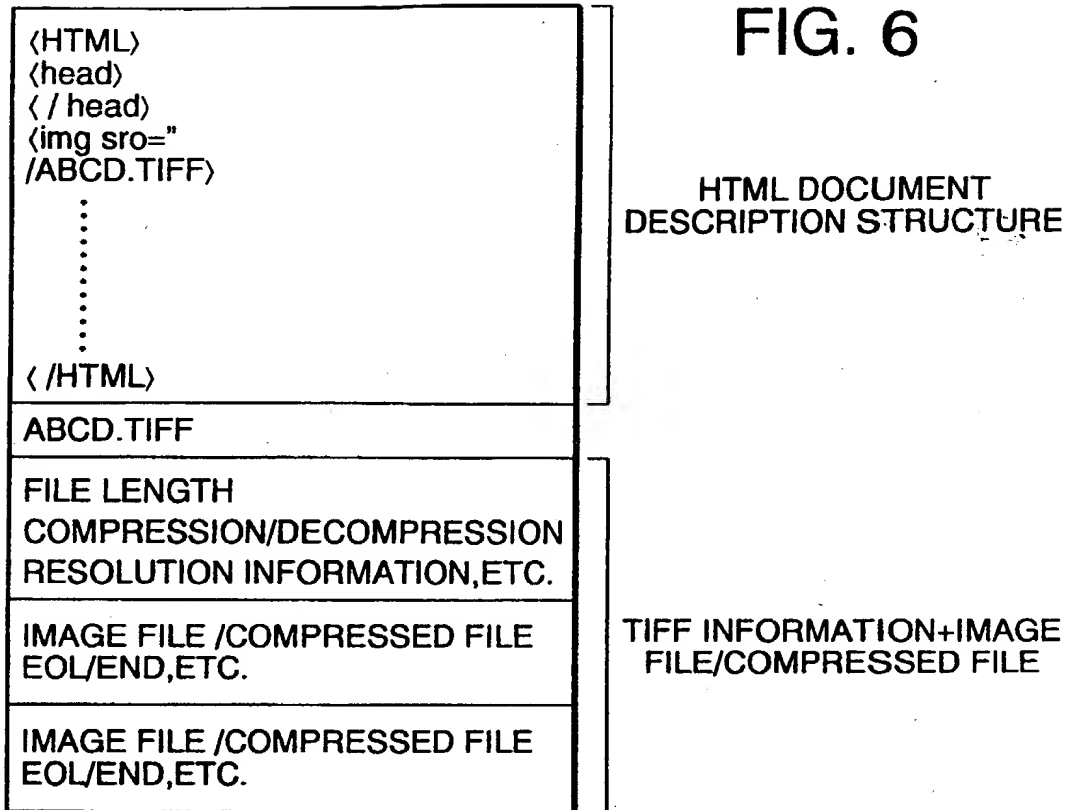 FIG. 6
⟨HTML⟩
⟨head⟩
⟨ / head⟩
⟨img sro="
/ABCD.TIFF⟩
⟨ /HTML⟩
HTML DOCUMENT
DESCRIPTION STRUCTURE
ABCD.TIFF
FILE LENGTH
COMPRESSION/DECOMPRESSION
RESOLUTION INFORMATION,ETC.
IMAGE FILE /COMPRESSED FILE
EOL/END,ETC.
IMAGE FILE /COMPRESSED FILE
EOL/END,ETC.
TIFF INFORMATION+IMAGE
FILE/COMPRESSED FILE